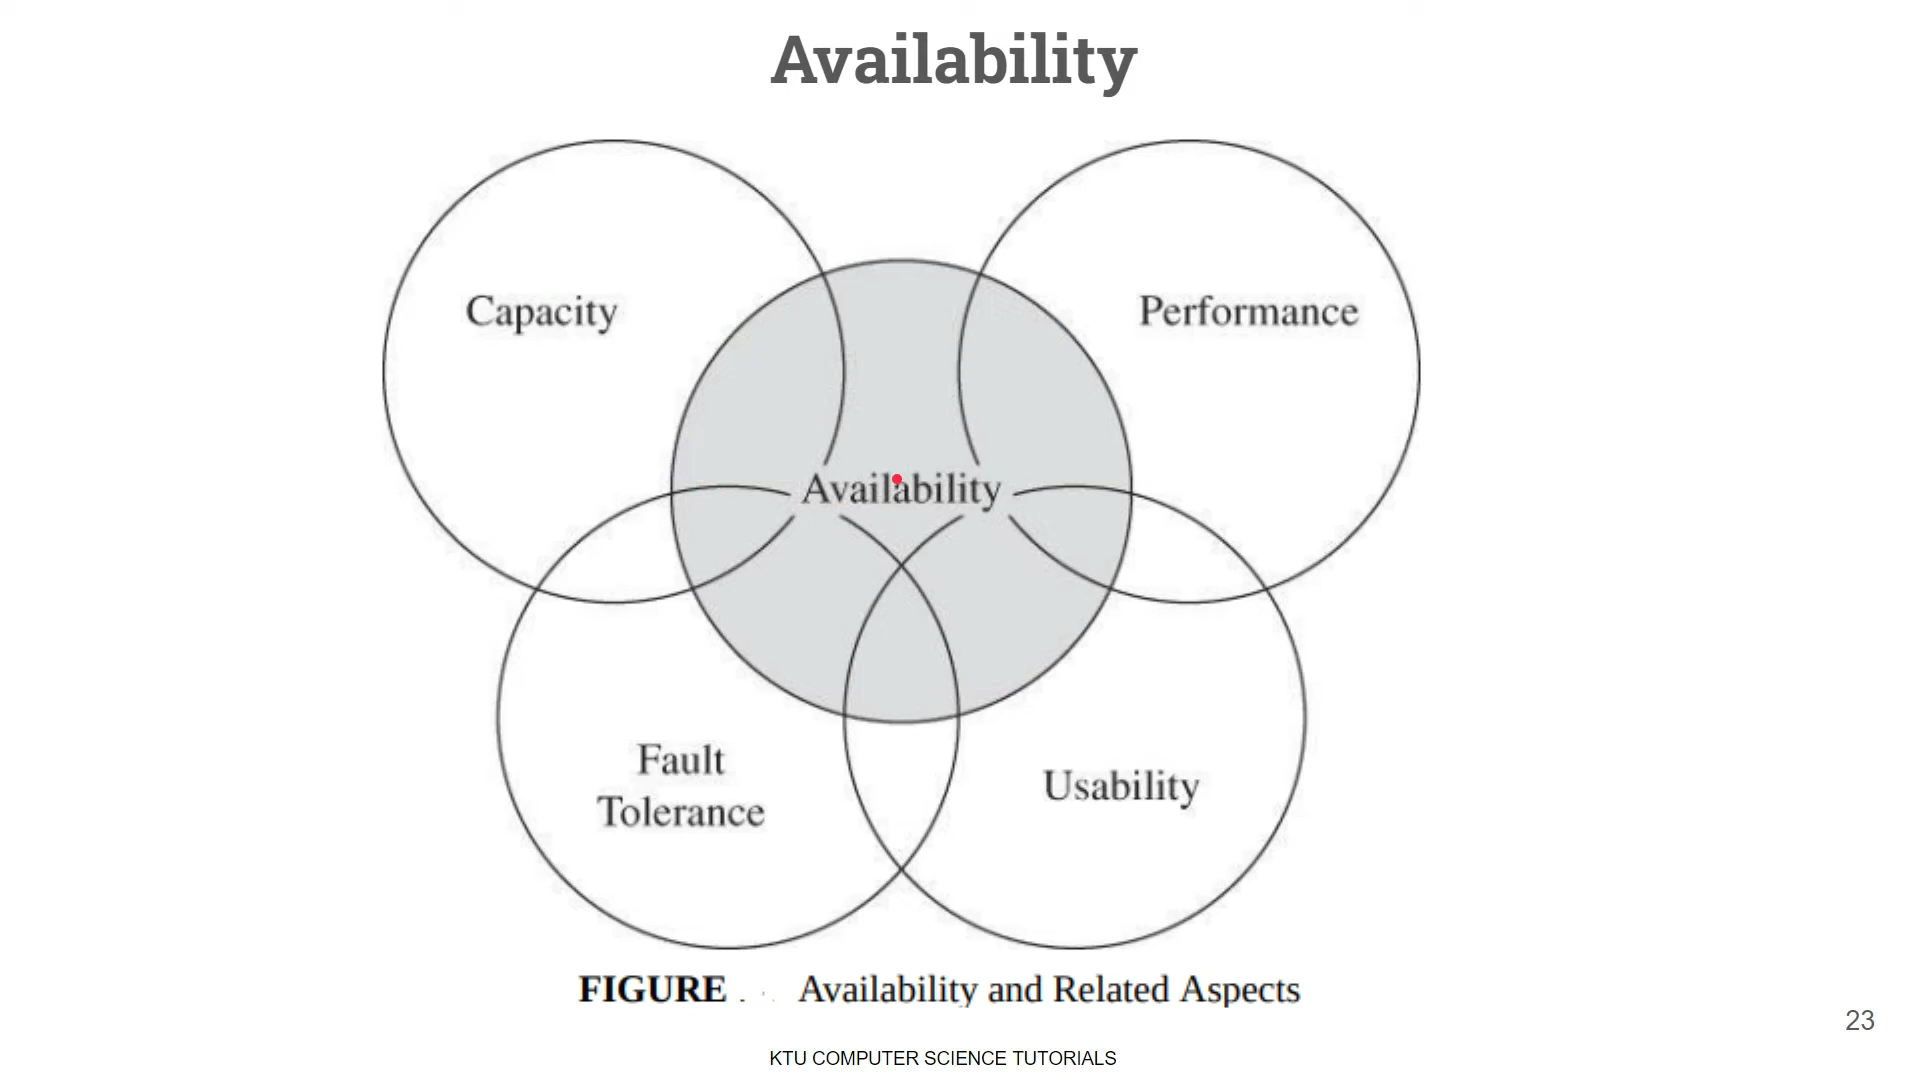 Availability
Capacity
Performance
Availability
Fault
Tolerance
Usability
FIGURE . Availability and Related Aspects
23
KTU COMPUTER SCIENCE TUTORIALS